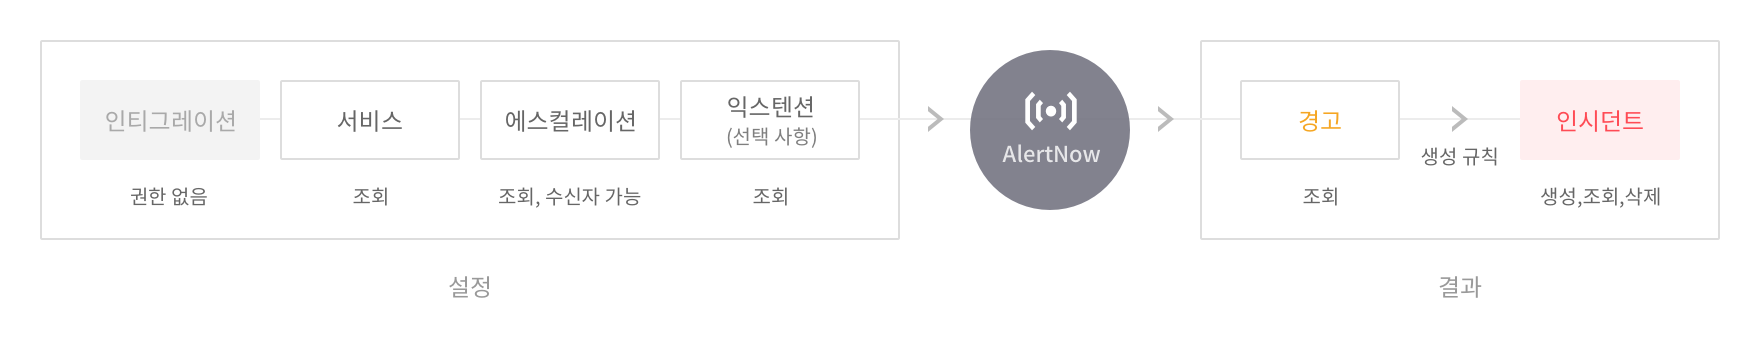 인티그레이션
서비스
에스컬레이션
익스텐션
(선택 사항)
권한 없음
조회
조회, 수신자 가능
조회
설정
AlertNow
경고
생성 규칙
인시던트
조회
생성,조회,삭제
결과